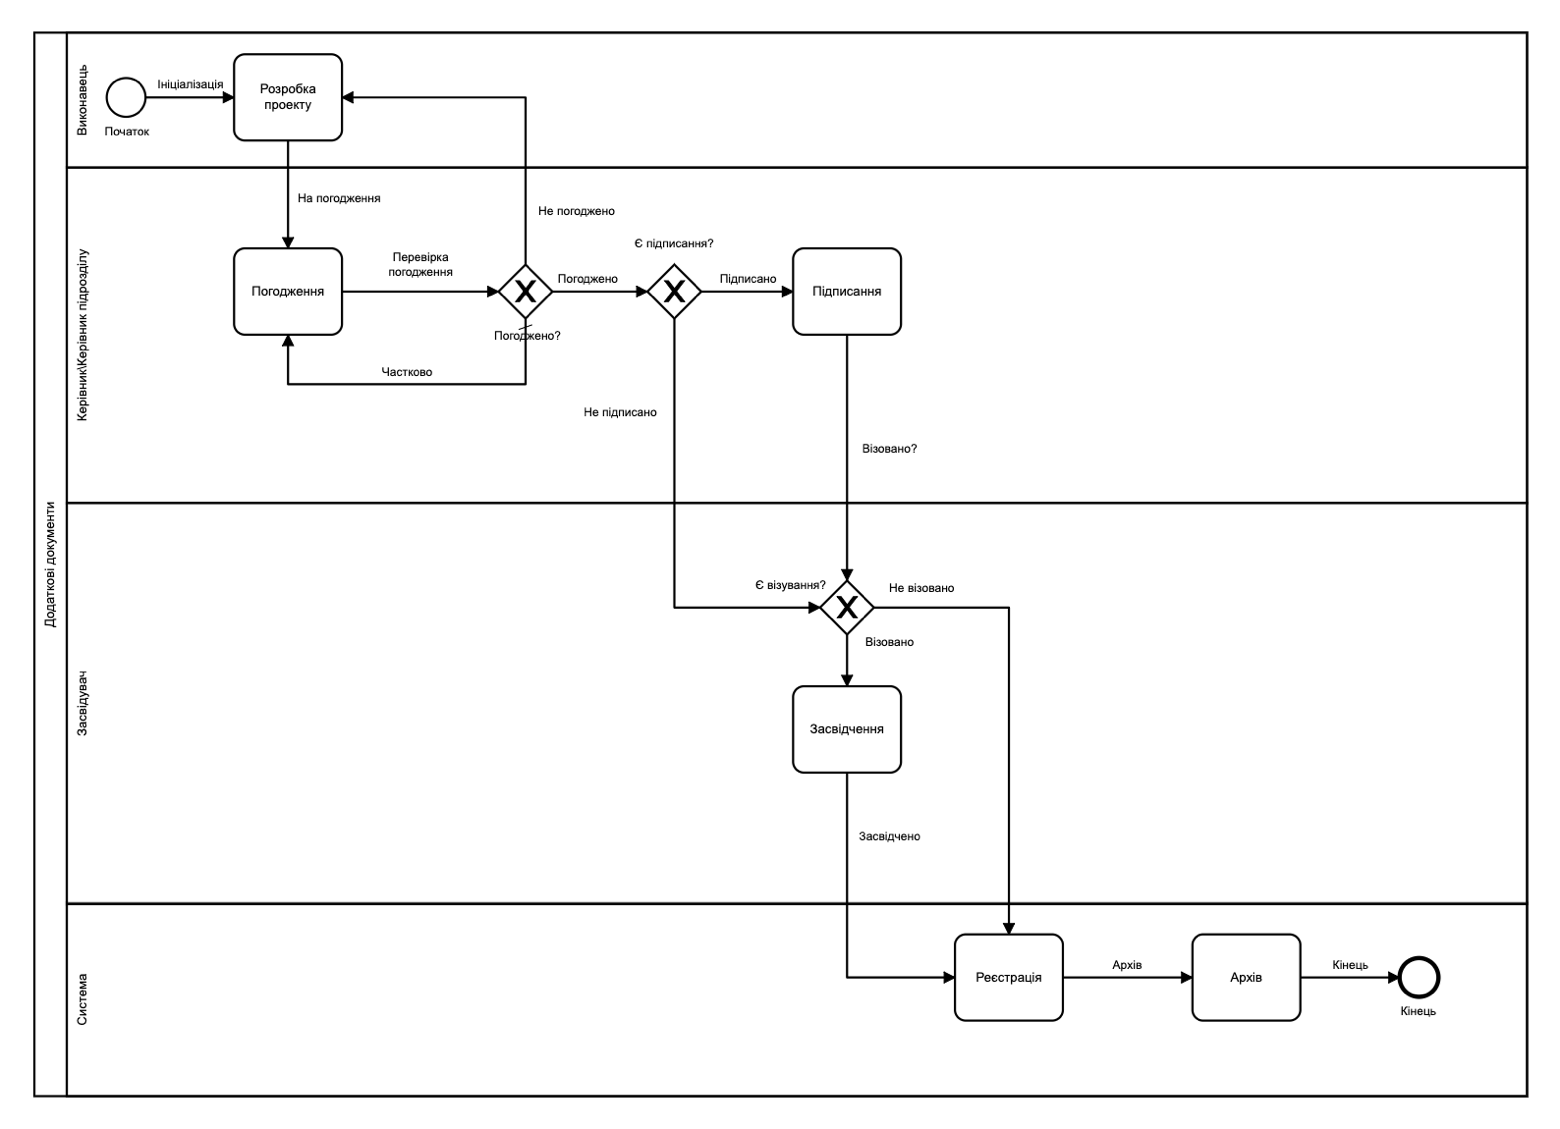 Додаткові документи
Виконавець
Початок
Ініціалізація
Розробка
проекту
Керівник\Керівник підрозділу
На погодження
Погодження
Перевірка
погодження
Не погоджено
Погоджено?
Частково
Погоджено
Є підписання?
Підписано
Підписання
Не підписано
Візовано?
Засвідувач
Є візування?
Не візовано
Візовано
Засвідчення
Засвідчено
Система
Реєстрація
Архів
Архів
Кінець
Кінець